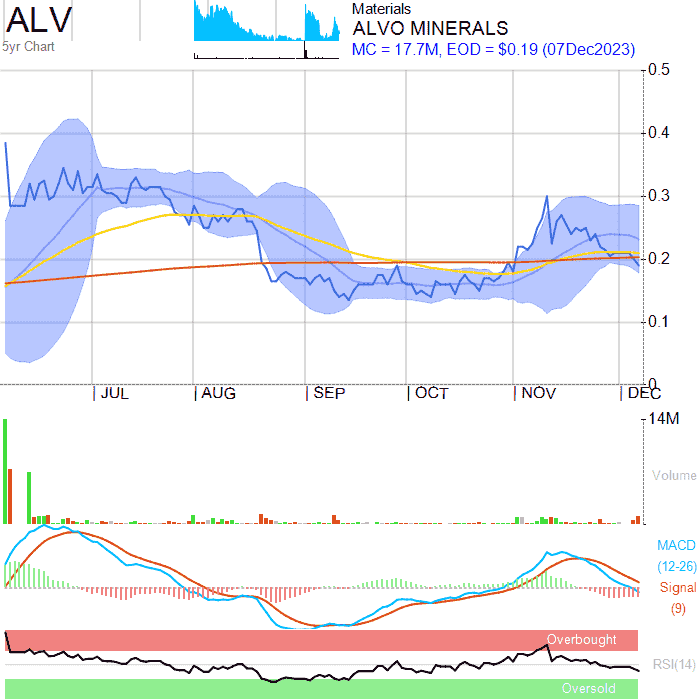 ALV
5yr Chart
Materials
ALVO MINERALS
MC = 17.7M, EOD = $0.19 (07Dec2023)
0.5
0.4
0.3
0.2
0.1
0
JUL
AUG
SEP
OCT
NOV
DEC
14M
Volume
MACD
(12-26)
Signal
(9)
Overbought
RSI(14)
Oversold